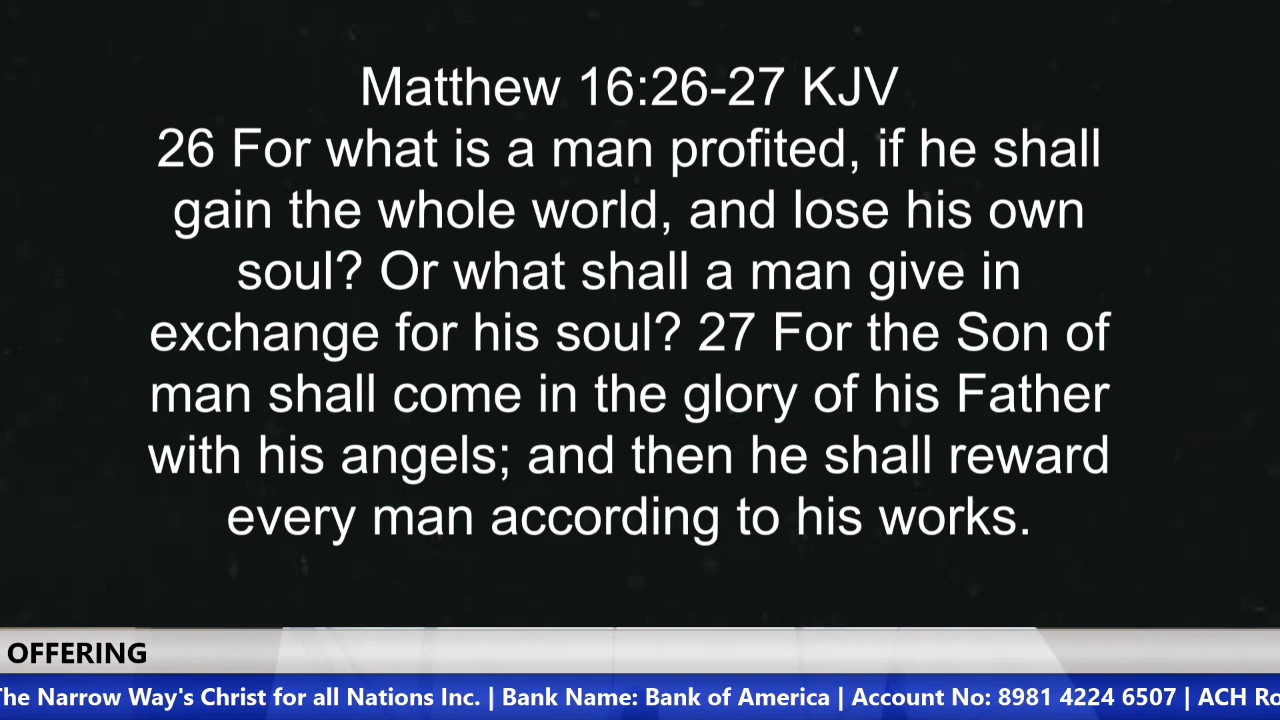 Matthew 16:26-27 KJV
26 For what is a man profited, if he shall
gain the whole world, and lose his own
soul? Or what shall a man give in
exchange for his soul? 27 For the Son of
man shall come in the glory of his Father
with his angels; and then he shall reward
every man according to his works.
OFFERING
The Narrow Way's Christ for all Nations Inc. | Bank Name: Bank of America | Account No: 8981 4224 6507 | ACH Ro